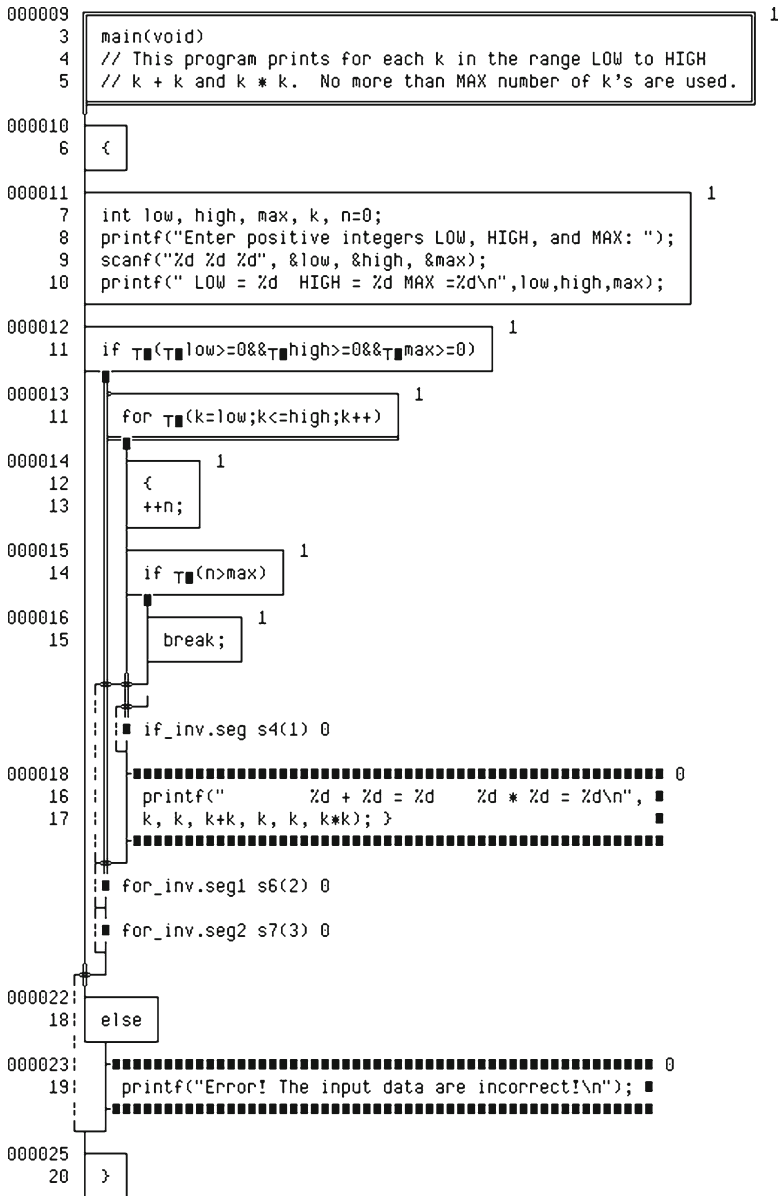 000009 1
3 main(void)
4 // This program prints for each k in the range LOW to HIGH
5 // k + k and k * k. No more than MAX number of k's are used.
000010
6 {
000011 1
7 int low, high, max, k, n=0;
8 printf("Enter positive integers LOW, HIGH, and MAX: ");
9 scanf("%d %d %d", &low, &high, &max);
10 printf(" LOW = %d HIGH = %d MAX =%d\n",low,high,max);
000012 1
11 if T(Tlow>=0&&Thigh>=0&&Tmax>=0)
000013 1
11 for T(k=low;k<=high;k++)
000014 1
12 {
13 ++n;
000015 1
14 if T(n>max)
000016 1
15 break;
if_inv.seg s4(1) 0
000018 0
16 printf("        %d + %d = %d    %d * %d = %d\n",
17 k, k, k+k, k, k, k*k); }
for_inv.seg1 s6(2) 0
for_inv.seg2 s7(3) 0
000022
18 else
000023 0
19 printf("Error! The input data are incorrect!\n");
000025
20 }